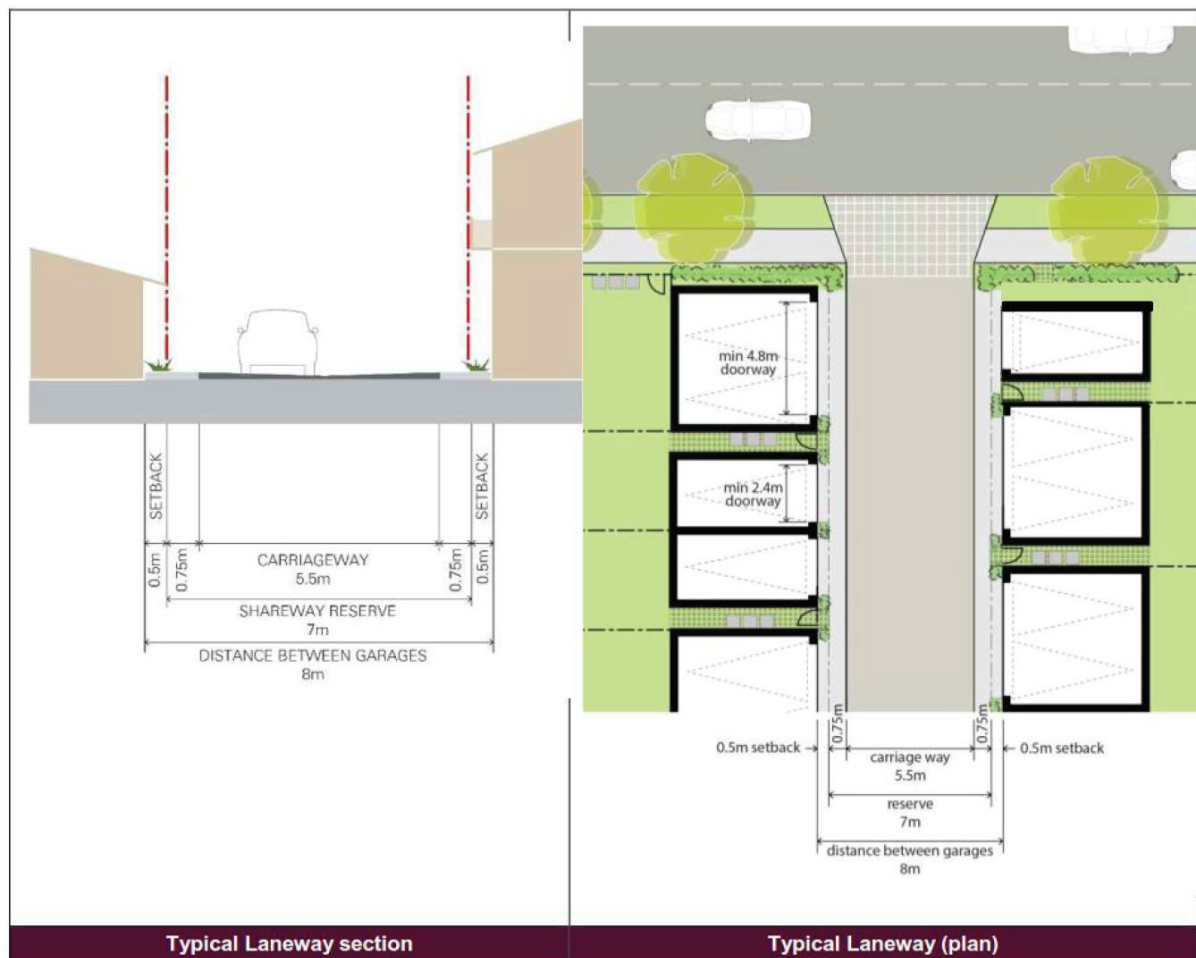 SETBACK
SETBACK
0.5m
0.75m
CARRIAGEWAY
5.5m
0.75m
0.5m
SHAREWAY RESERVE
7m
DISTANCE BETWEEN GARAGES
8m
Typical Laneway section
min 4.8m
doorway
min 2.4m
doorway
0.75m
0.75m
0.5m setback
carriage way
5.5m
0.5m setback
reserve
7m
distance between garages
8m
Typical Laneway (plan)